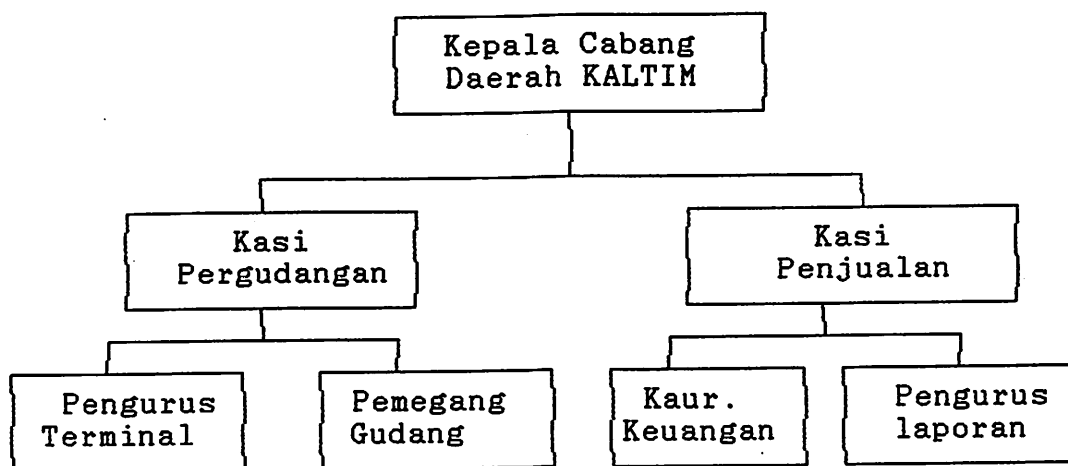 Kepala Cabang
Daerah KALTIM
Kasi
Pergudangan
Kasi
Penjualan
Pengurus
Terminal
Pemegang
Gudang
Kaur.
Keuangan
Pengurus
laporan